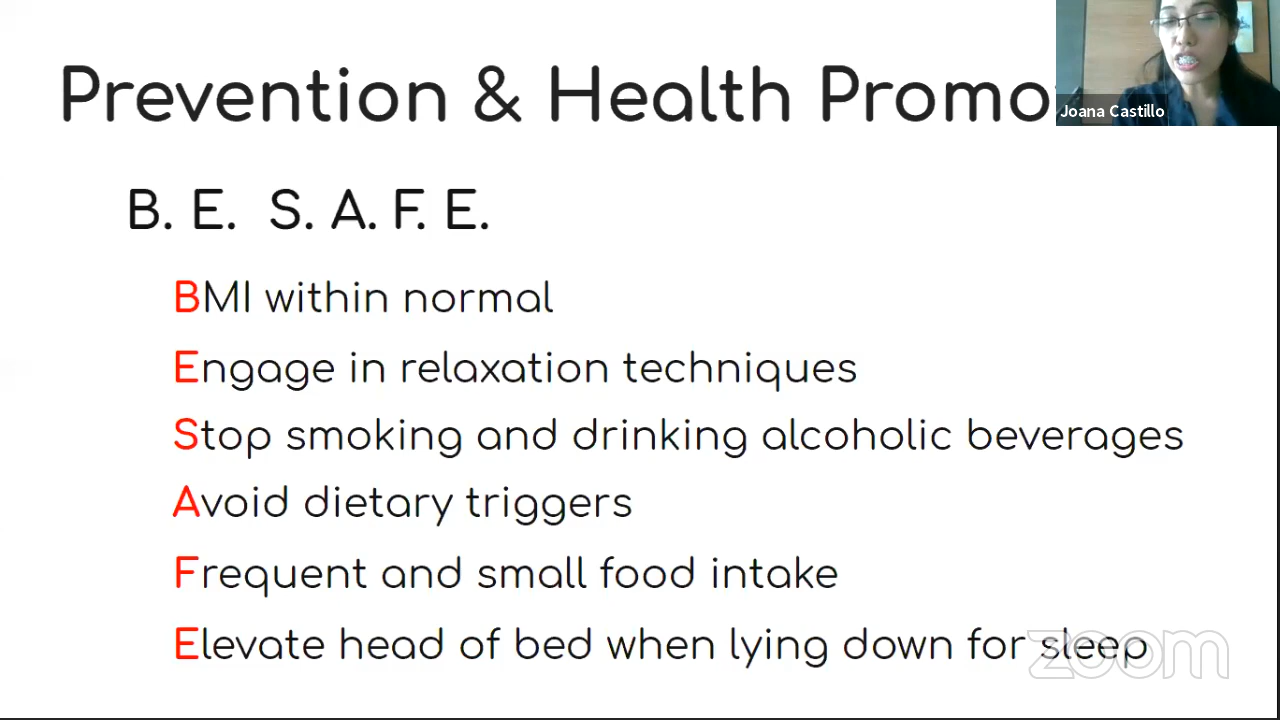 Prevention & Health Promo
Joana Castillo
B. E. S. A. F. E.
BMI within normal
Engage in relaxation techniques
Stop smoking and drinking alcoholic beverages
Avoid dietary triggers
Frequent and small food intake
Elevate head of bed when lying down for sleep
zoom